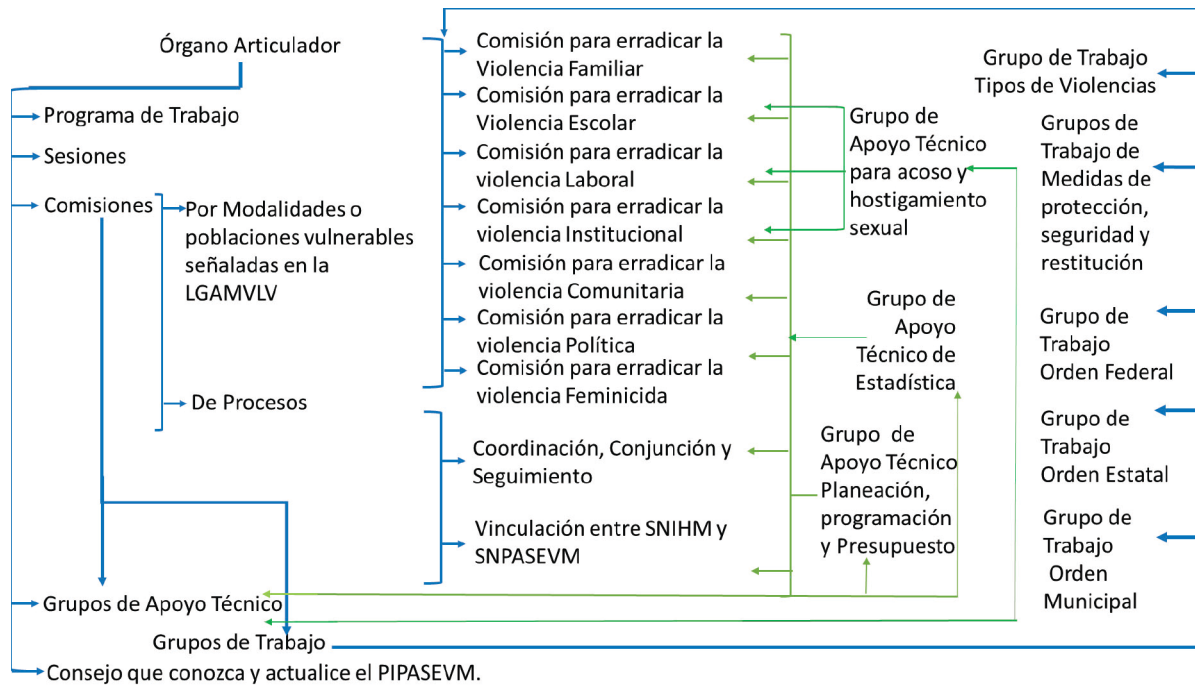 Órgano Articulador
Programa de Trabajo
Sesiones
Comisiones
Por Modalidades o
poblaciones vulnerables
señaladas en la
LGAMVLV
De Procesos
Grupos de Apoyo Técnico
Grupos de Trabajo
Consejo que conozca y actualice el PIPASEVM.
Comisión para erradicar la
Violencia Familiar
Comisión para erradicar la
Violencia Escolar
Comisión para erradicar la
violencia Laboral
Comisión para erradicar la
violencia Institucional
Comisión para erradicar la
violencia Comunitaria
Comisión para erradicar la
violencia Política
Comisión para erradicar la
violencia Feminicida
Coordinación, Conjunción y
Seguimiento
Vinculación entre SNIHM y
SNPASEVM
Grupo de
Apoyo Técnico
para acoso y
hostigamiento
sexual
Grupo de
Apoyo
Técnico de
Estadística
Grupo de
Apoyo Técnico
Planeación,
programación
y Presupuesto
Grupo de Trabajo
Tipos de Violencias
Grupos de
Trabajo de
Medidas de
protección,
seguridad y
restitución
Grupo de
Trabajo
Orden Federal
Grupo de
Trabajo
Orden Estatal
Grupo de
Trabajo
Orden
Municipal